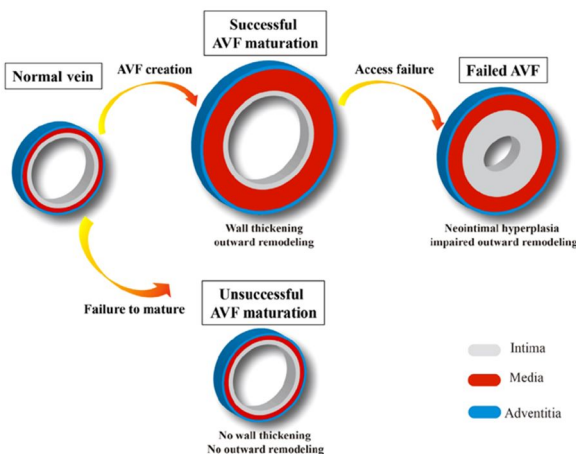 Successful
AVF maturation
Normal vein
AVF creation
Access failure
Failed AVF
Wall thickening
outward remodeling
Neointimal hyperplasia
impaired outward remodeling
Failure to mature
Unsuccessful
AVF maturation
No wall thickening
No outward remodeling
Intima
Media
Adventitia